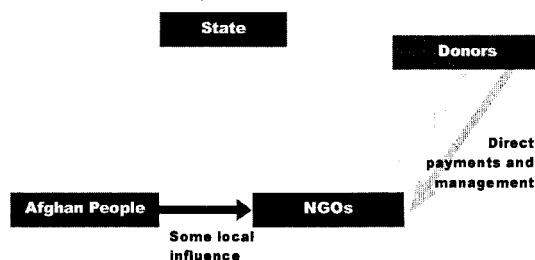 State
Donors
Direct
payments and
management
Afghan People
NGOs
Some local
influence